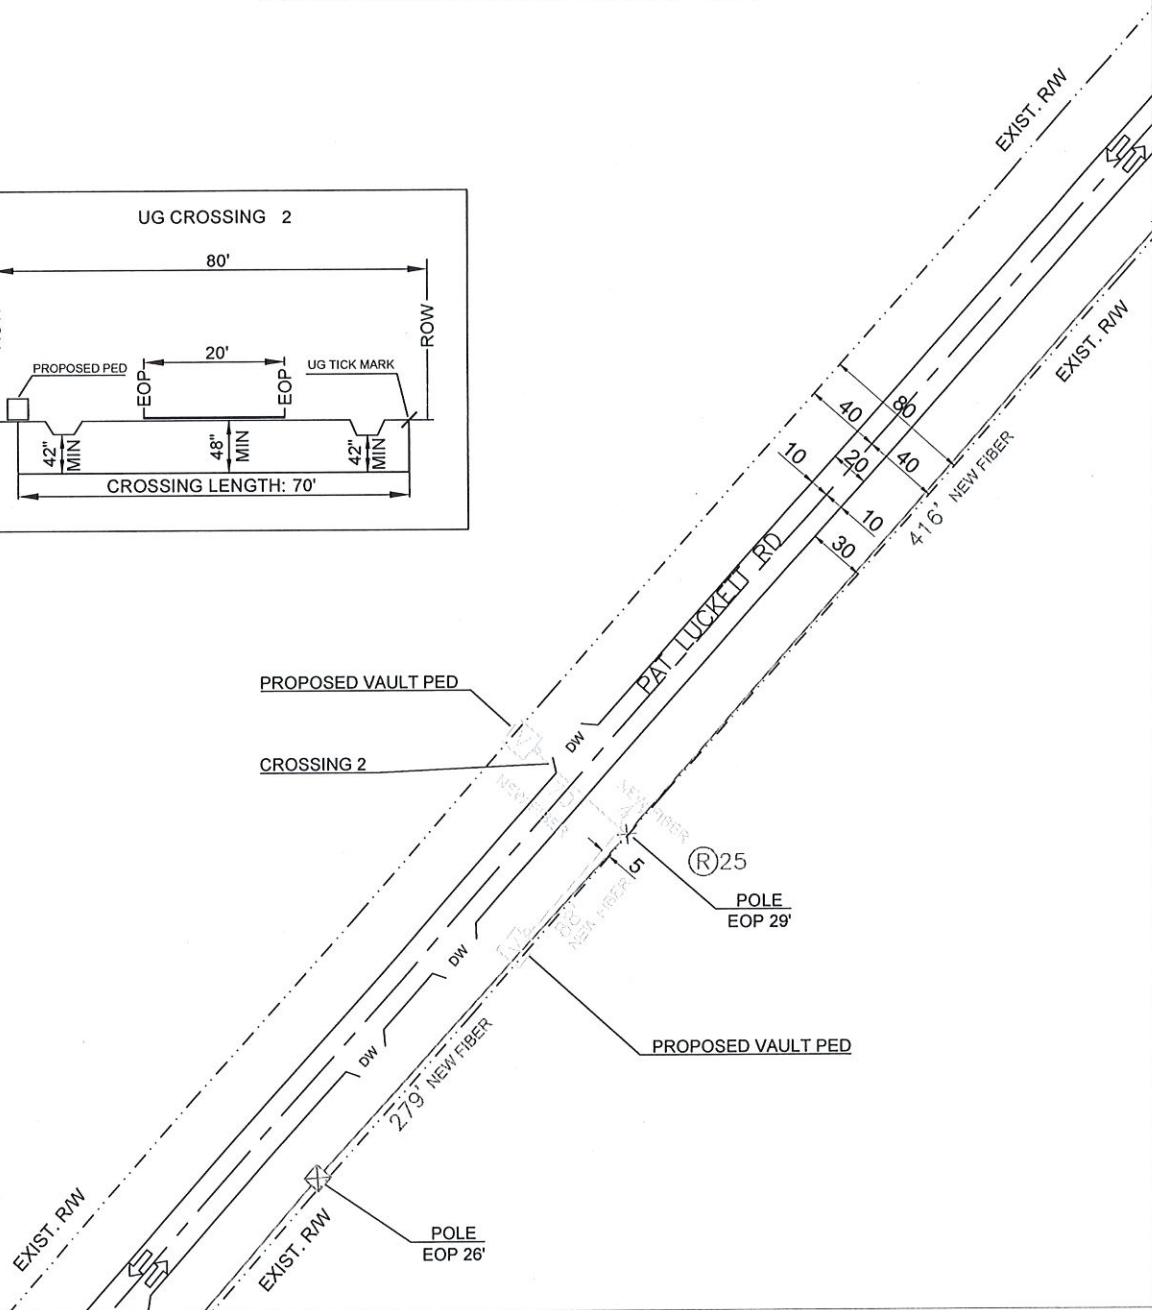 UG CROSSING 2
80'
ROW
20'
PROPOSED PED
UG TICK MARK
EOP
EOP
42"
MIN
48"
MIN
42"
MIN
CROSSING LENGTH: 70'
EXIST. R/W
EXIST. R/W
80
40
10
20
40
10
30
416' NEW FIBER
PAT LUCKETT RD
PROPOSED VAULT PED
DW
CROSSING 2
NEW FIBER
NEW FIBER
5
R 25
POLE
EOP 29'
NEW FIBER
DW
PROPOSED VAULT PED
DW
279' NEW FIBER
POLE
EOP 26'
EXIST. R/W
EXIST. R/W